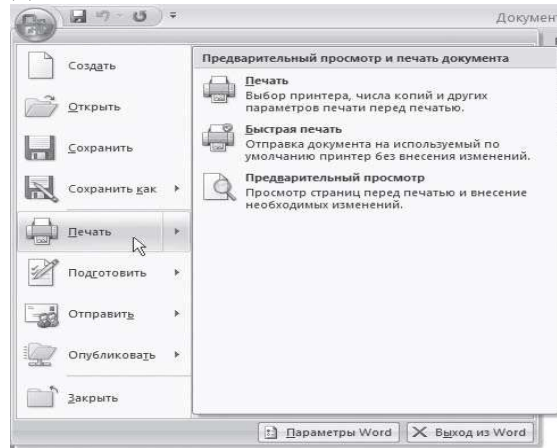 Докумен
Создать
Открыть
Сохранить
Сохранить как
Печать
Подготовить
Отправить
Опубликовать
Закрыть
Предварительный просмотр и печать документа
Печать
Выбор принтера, числа копий и других
параметров печати перед печатью.
Быстрая печать
Отправка документа на используемый по
умолчанию принтер без внесения изменений.
Предварительный просмотр
Просмотр страниц перед печатью и внесение
необходимых изменений.
Параметры Word
Выход из Word